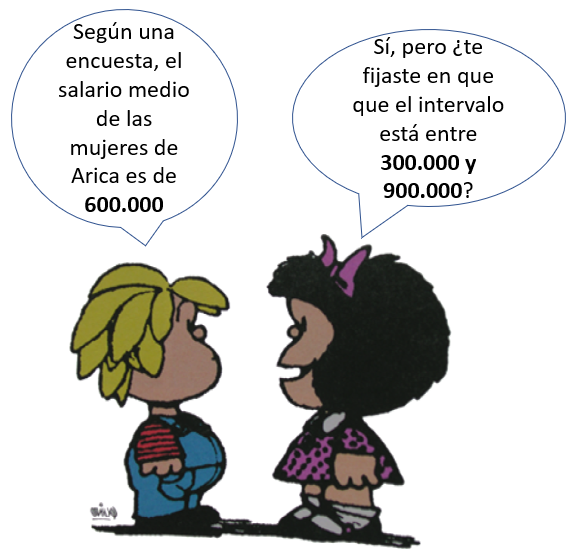 Según una
encuesta, el
salario medio
de las
mujeres de
Arica es de
600.000
Sí, pero ¿te
fijaste en que
que el intervalo
está entre
300.000 y
900.000?